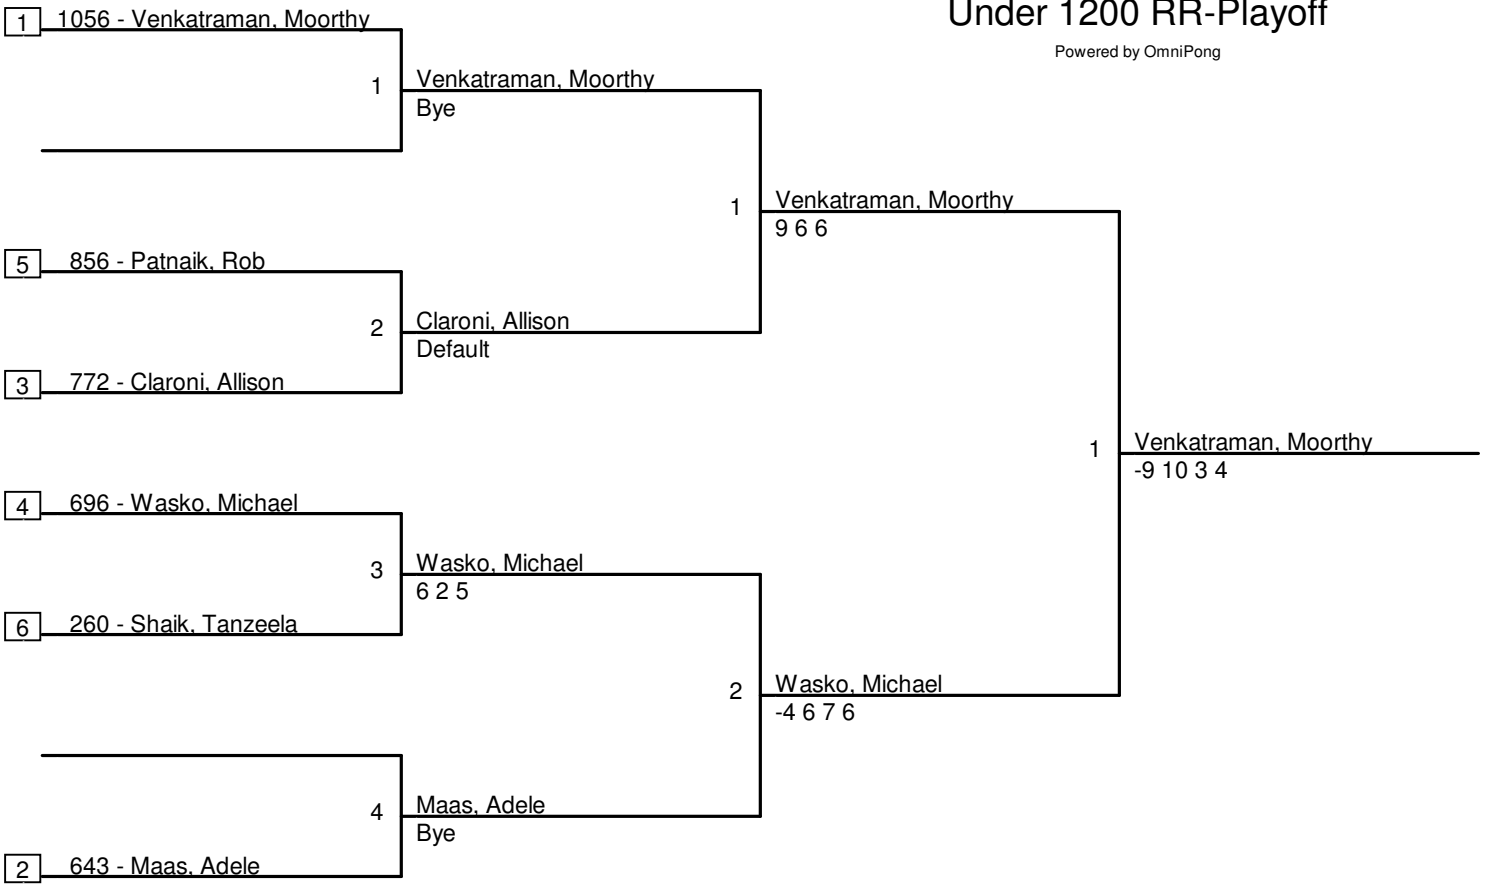 Under 1200 RR-Playoff
Powered by OmniPong
1 1056 - Venkatraman, Moorthy
1 Venkatraman, Moorthy
Bye
1 Venkatraman, Moorthy
9 6 6
5 856 - Patnaik, Rob
2 Claroni, Allison
Default
3 772 - Claroni, Allison
1 Venkatraman, Moorthy
-9 10 3 4
4 696 - Wasko, Michael
3 Wasko, Michael
6 2 5
6 260 - Shaik, Tanzeela
2 Wasko, Michael
-4 6 7 6
4 Maas, Adele
Bye
2 643 - Maas, Adele